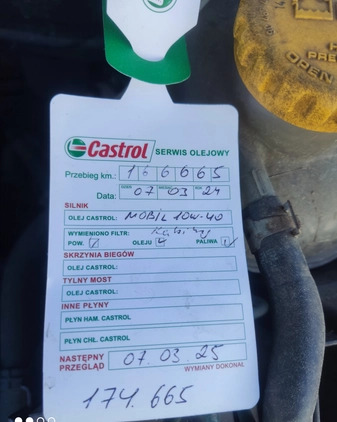 Castrol SERWIS OLEJOWY
Przebieg km.: 166665
Data: 07 03 24
SILNIK
OLEJ CASTROL: MOBIL 10W-40
WYMIENIONO FILTR:
POW. OLEJU PALIWA
SKRZYNIA BIEGÓW
OLEJ CASTROL:
TYLNY MOST
OLEJ CASTROL:
INNE PŁYNY
PŁYN HAM. CASTROL
PŁYN CHŁ. CASTROL
NASTĘPNY 07.03.25
PRZEGLĄD WYMIANY DOKONAŁ
174.665
OPEN